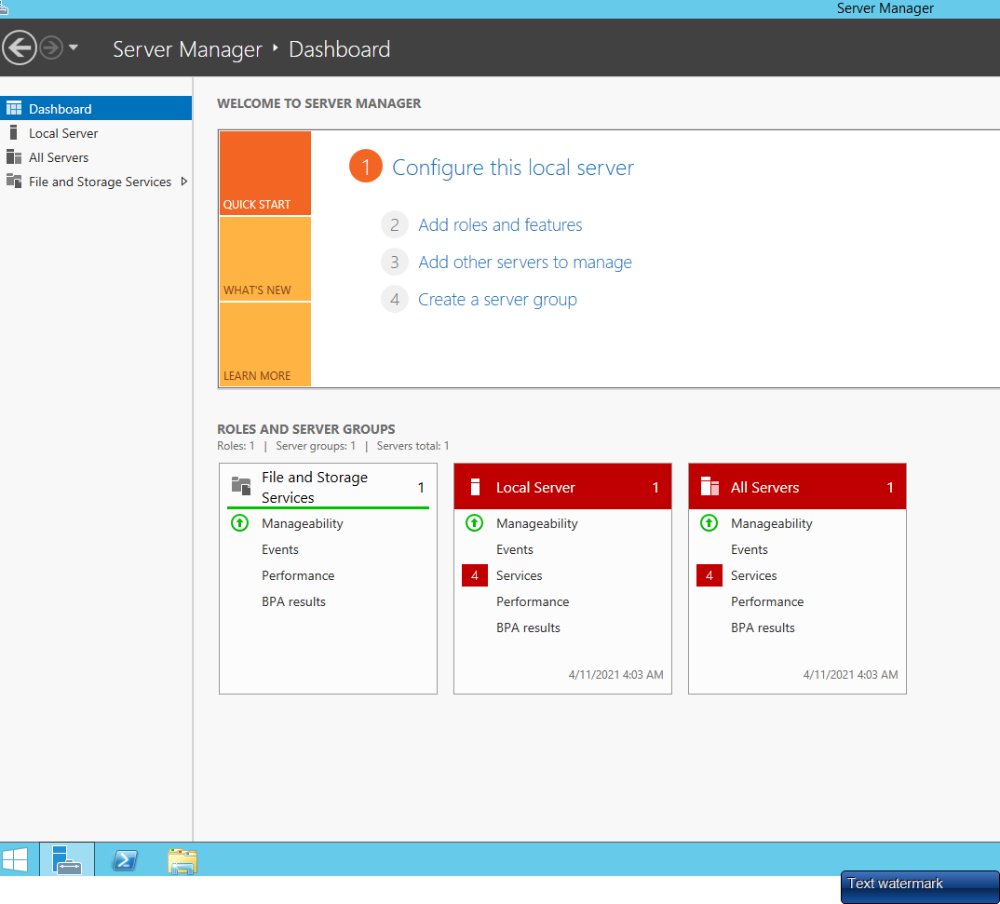 Server Manager
Server Manager ‣ Dashboard
Dashboard
Local Server
All Servers
File and Storage Services
WELCOME TO SERVER MANAGER
QUICK START
WHAT'S NEW
LEARN MORE
1 Configure this local server
2 Add roles and features
3 Add other servers to manage
4 Create a server group
ROLES AND SERVER GROUPS
Roles: 1 | Server groups: 1 | Servers total: 1
File and Storage
Services 1
Manageability
Events
Performance
BPA results
Local Server 1
Manageability
Events
4 Services
Performance
BPA results
4/11/2021 4:03 AM
All Servers 1
Manageability
Events
4 Services
Performance
BPA results
4/11/2021 4:03 AM
Text watermark